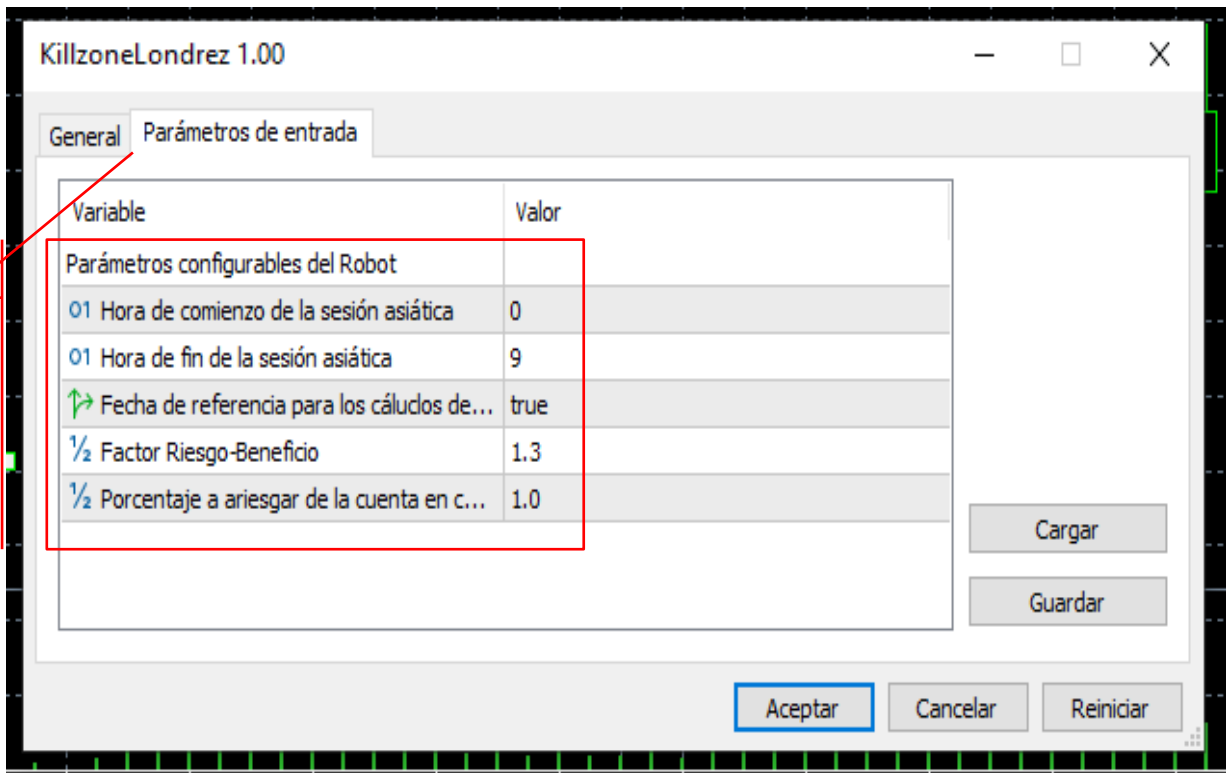 KillzoneLondrez 1.00
General Parámetros de entrada
Variable Valor
Parámetros configurables del Robot
01 Hora de comienzo de la sesión asiática 0
01 Hora de fin de la sesión asiática 9
Fecha de referencia para los cáludlos de... true
½ Factor Riesgo-Beneficio 1.3
½ Porcentaje a ariesgar de la cuenta en c... 1.0
Cargar
Guardar
Aceptar Cancelar Reiniciar